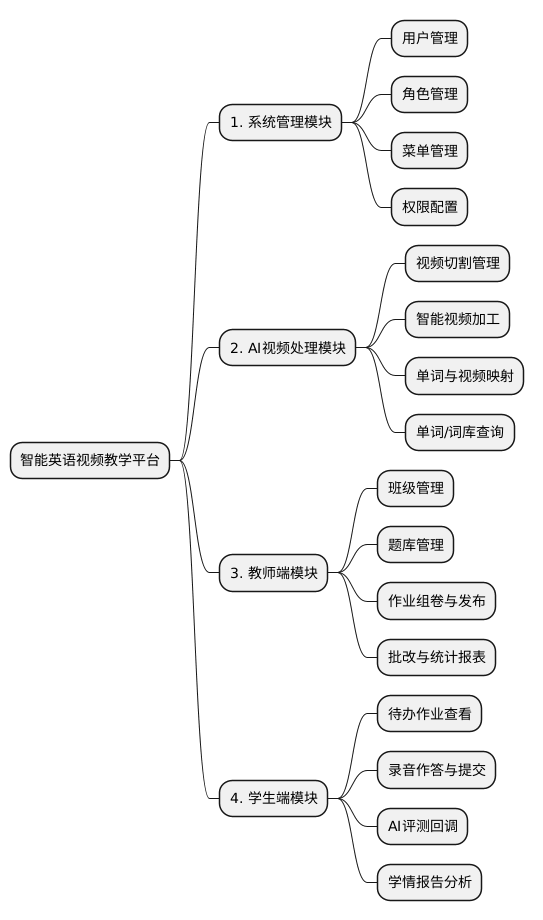 智能英语视频教学平台
1. 系统管理模块
用户管理
角色管理
菜单管理
权限配置
2. AI视频处理模块
视频切割管理
智能视频加工
单词与视频映射
单词/词库查询
3. 教师端模块
班级管理
题库管理
作业组卷与发布
批改与统计报表
4. 学生端模块
待办作业查看
录音作答与提交
AI评测回调
学情报告分析